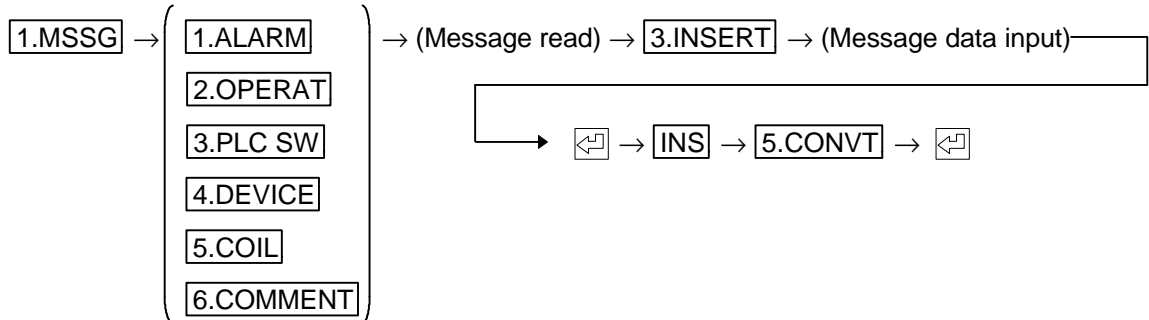 1.MSSG → 1.ALARM → (Message read) → 3.INSERT → (Message data input)
2.OPERAT
3.PLC SW
4.DEVICE
5.COIL
6.COMMENT
→ INS → 5.CONVT →